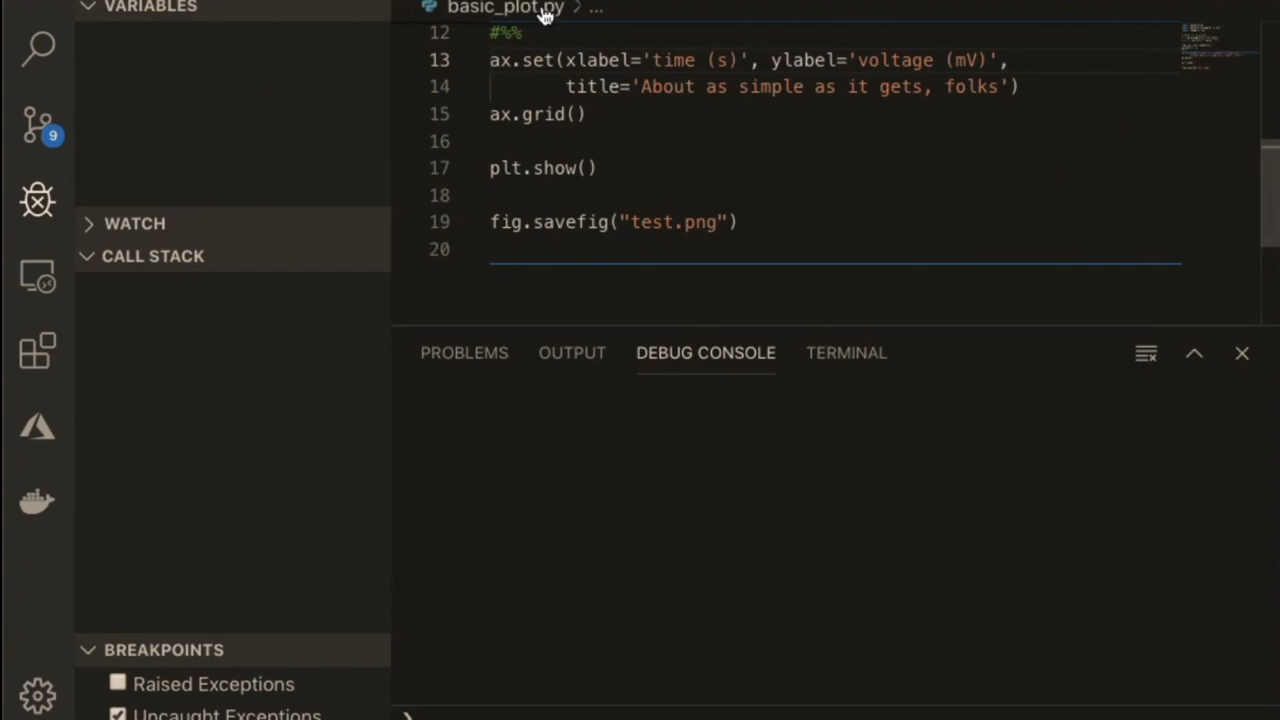 VARIABLES
basic_plot.py > ...
12 #%%
13 ax.set(xlabel='time (s)', ylabel='voltage (mV)',
14 title='About as simple as it gets, folks')
15 ax.grid()
16
17 plt.show()
18
19 fig.savefig("test.png")
20
9
WATCH
CALL STACK
PROBLEMS OUTPUT DEBUG CONSOLE TERMINAL
BREAKPOINTS
Raised Exceptions
Uncaught Exceptions